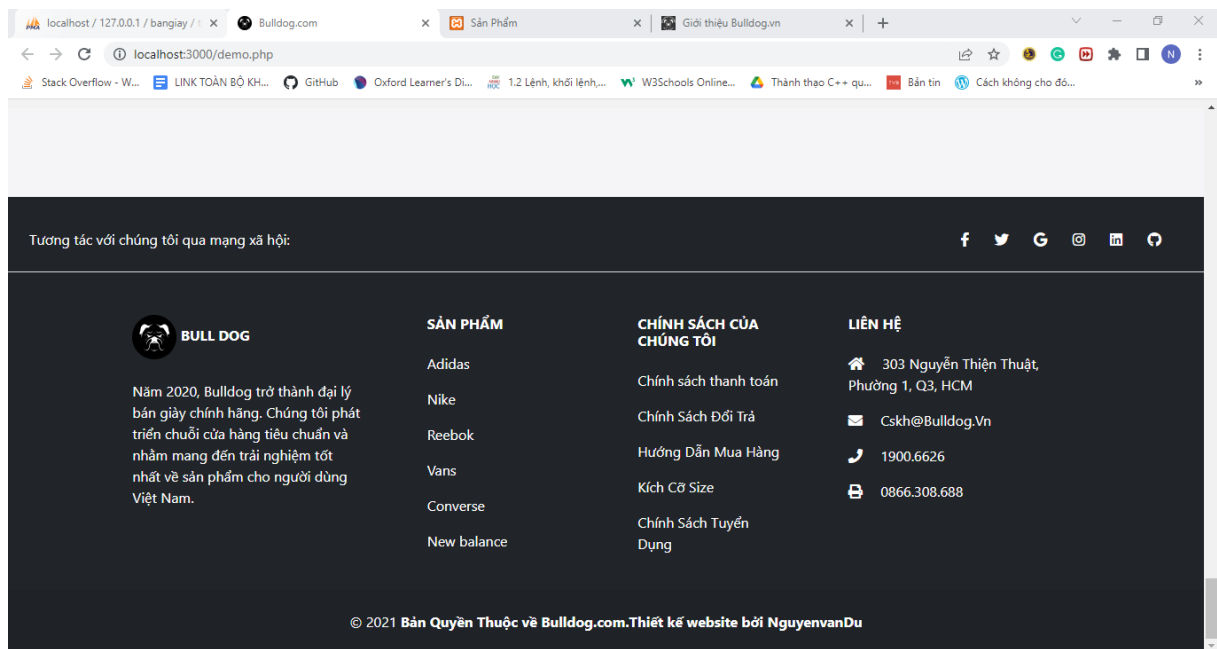 localhost / 127.0.0.1 / bangiay / t
Bulldog.com
Sản Phẩm
Giới thiệu Bulldog.vn
localhost:3000/demo.php
N
Stack Overflow - W...
LINK TOÀN BỘ KH...
GitHub
Oxford Learner's Di...
1.2 Lệnh, khối lệnh,...
W3Schools Online...
Thành thạo C++ qu...
Bản tin
Cách không cho đó...
Tương tác với chúng tôi qua mạng xã hội:
BULL DOG
Năm 2020, Bulldog trở thành đại lý
bán giày chính hãng. Chúng tôi phát
triển chuỗi cửa hàng tiêu chuẩn và
nhằm mang đến trải nghiệm tốt
nhất về sản phẩm cho người dùng
Việt Nam.
SẢN PHẨM
Adidas
Nike
Reebok
Vans
Converse
New balance
CHÍNH SÁCH CỦA
CHÚNG TÔI
Chính sách thanh toán
Chính Sách Đổi Trả
Hướng Dẫn Mua Hàng
Kích Cỡ Size
Chính Sách Tuyển
Dụng
LIÊN HỆ
303 Nguyễn Thiện Thuật,
Phường 1, Q3, HCM
Cskh@Bulldog.Vn
1900.6626
0866.308.688
© 2021 Bản Quyền Thuộc về Bulldog.com.Thiết kế website bởi NguyenvanDu